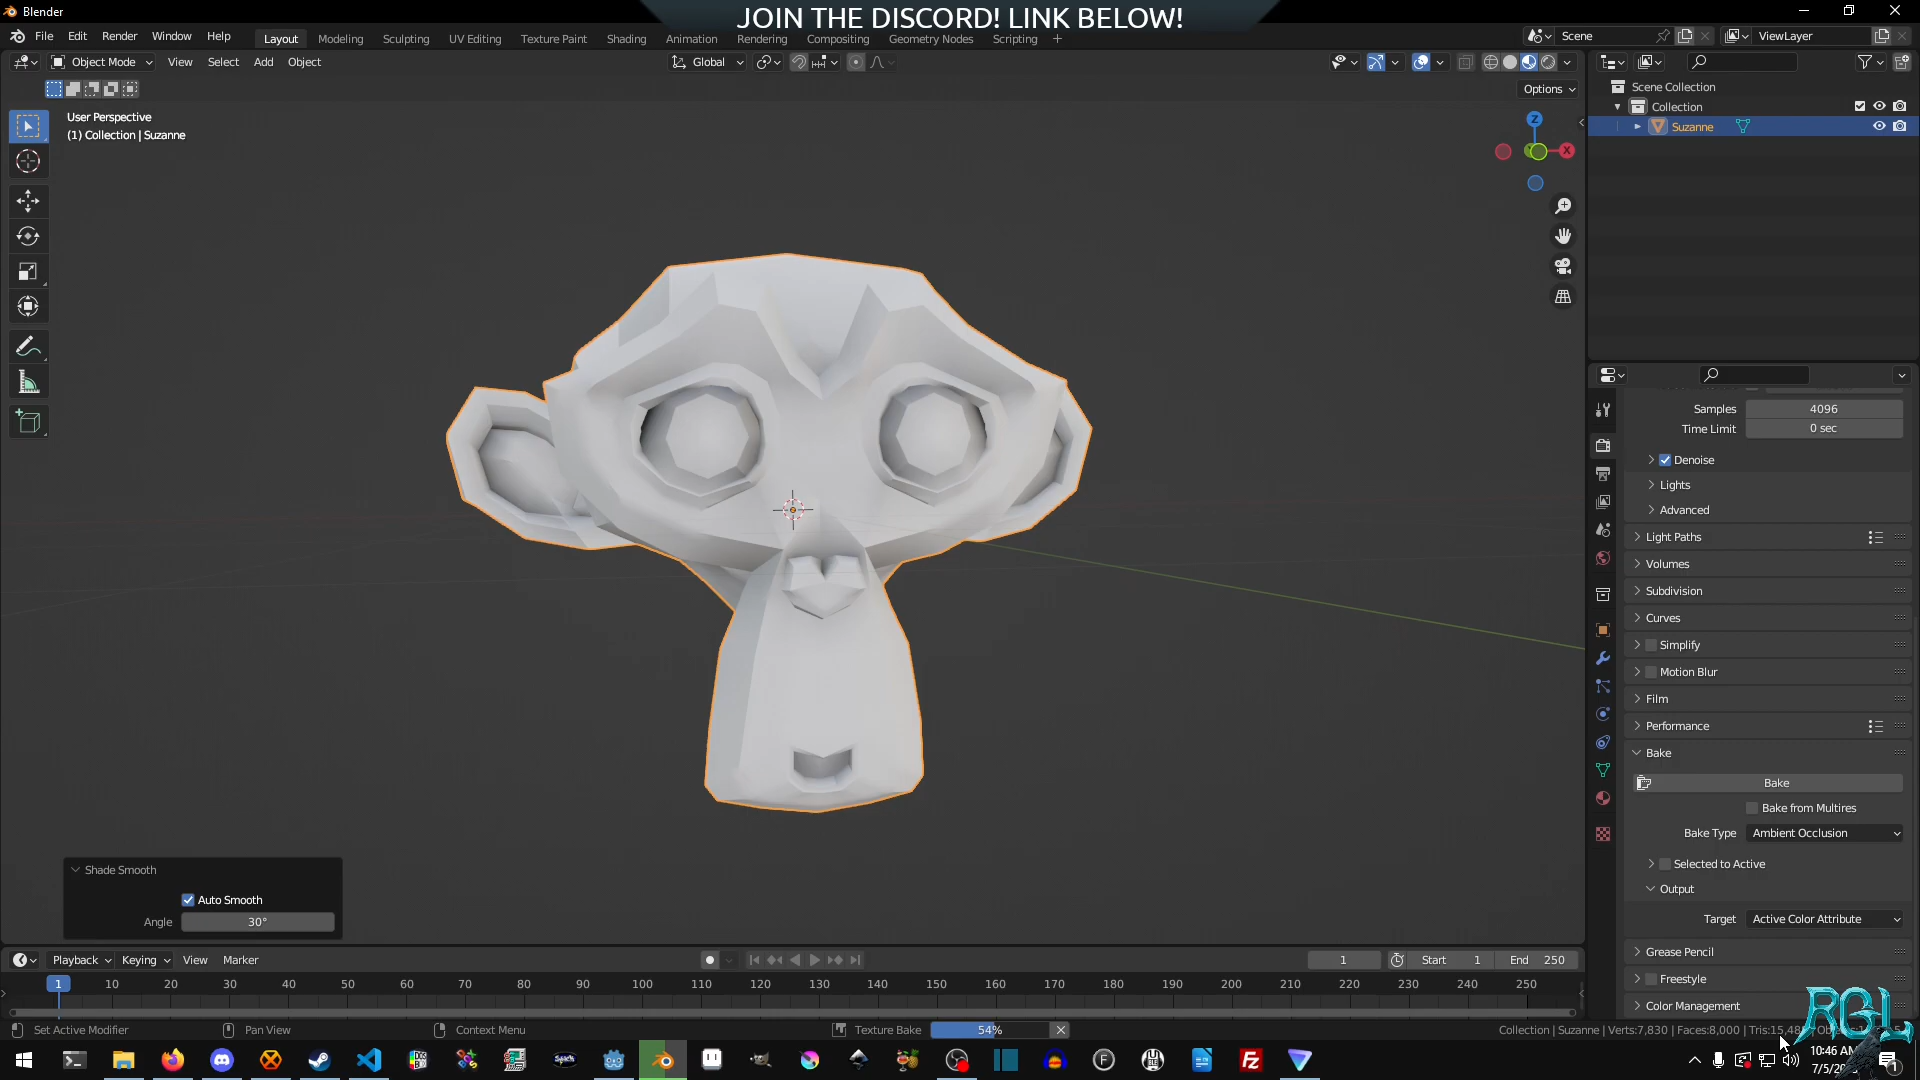 Blender
JOIN THE DISCORD! LINK BELOW!
File Edit Render Window Help
Layout Modeling Sculpting UV Editing Texture Paint Shading Animation Rendering Compositing Geometry Nodes Scripting +
Scene
ViewLayer
Object Mode View Select Add Object
Global
Options
User Perspective
(1) Collection | Suzanne
Z
X
Scene Collection
Collection
Suzanne
Samples 4096
Time Limit 0 sec
Denoise
Lights
Advanced
Light Paths
Volumes
Subdivision
Curves
Simplify
Motion Blur
Film
Performance
Bake
Bake
Bake from Multires
Bake Type Ambient Occlusion
Selected to Active
Output
Target Active Color Attribute
Grease Pencil
Freestyle
Color Management
Shade Smooth
Auto Smooth
Angle 30°
Playback Keying View Marker
1 Start 1 End 250
1 10 20 30 40 50 60 70 80 90 100 110 120 130 140 150 160 170 180 190 200 210 220 230 240 250
Set Active Modifier Pan View Context Menu
Texture Bake 54%
Collection | Suzanne | Verts:7,830 | Faces:8,000
RGL
10:46 AM